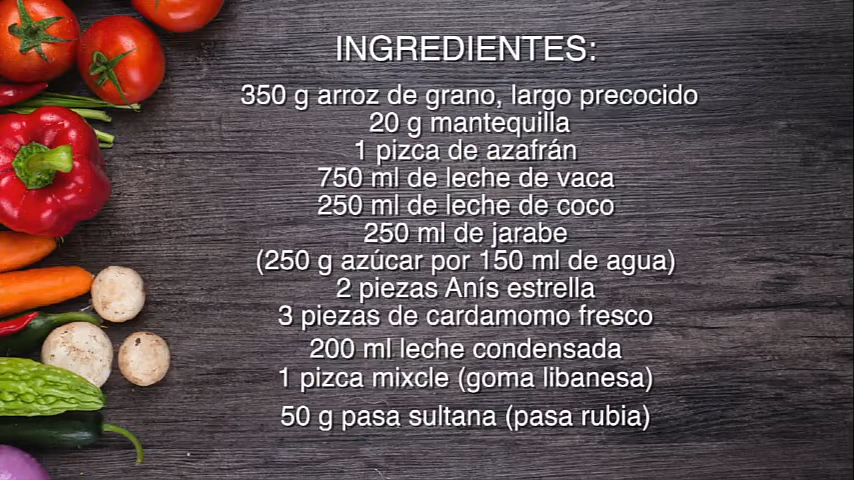 INGREDIENTES:
350 g arroz de grano, largo precocido
20 g mantequilla
1 pizca de azafrán
750 ml de leche de vaca
250 ml de leche de coco
250 ml de jarabe
(250 g azúcar por 150 ml de agua)
2 piezas Anís estrella
3 piezas de cardamomo fresco
200 ml leche condensada
1 pizca mixcle (goma libanesa)
50 g pasa sultana (pasa rubia)